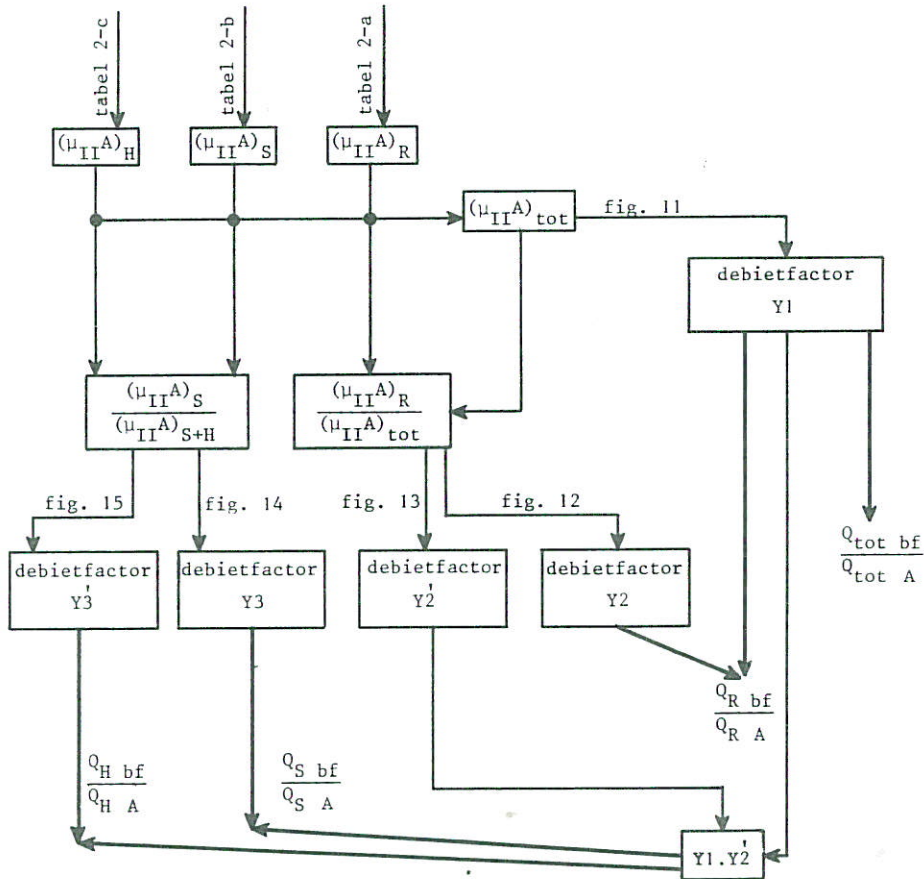 tabel 2-c
tabel 2-b
tabel 2-a
(μIIA)H
(μIIA)S
(μIIA)R
(μIIA)tot
fig. 11
debietfactor
Y1
(μIIA)S
(μIIA)S+H
(μIIA)R
(μIIA)tot
fig. 15
fig. 14
fig. 13
fig. 12
debietfactor
Y3'
debietfactor
Y3
debietfactor
Y2'
debietfactor
Y2
Qtot bf
Qtot A
QR bf
QR A
QH bf
QH A
QS bf
QS A
Y1.Y2'